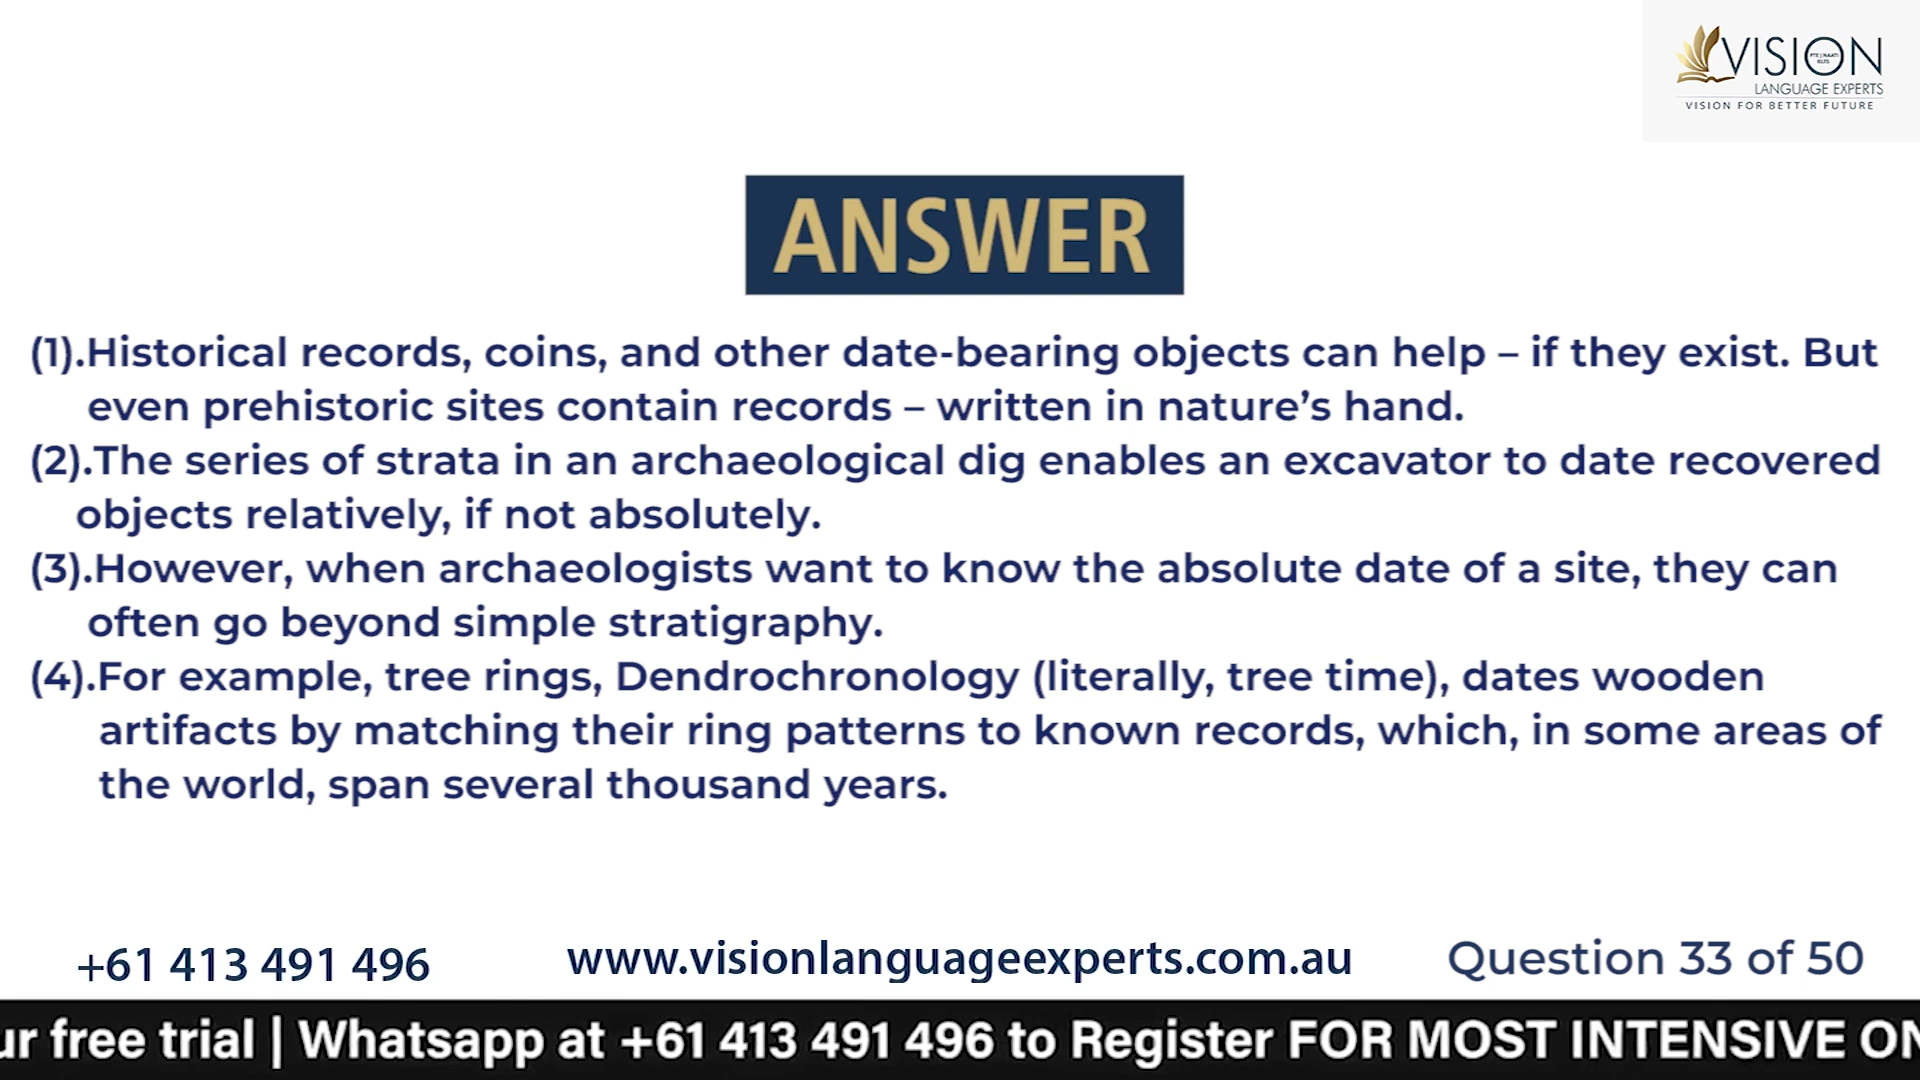 VISION
LANGUAGE EXPERTS
VISION FOR BETTER FUTURE
ANSWER
(1).Historical records, coins, and other date-bearing objects can help – if they exist. But
even prehistoric sites contain records – written in nature’s hand.
(2).The series of strata in an archaeological dig enables an excavator to date recovered
objects relatively, if not absolutely.
(3).However, when archaeologists want to know the absolute date of a site, they can
often go beyond simple stratigraphy.
(4).For example, tree rings, Dendrochronology (literally, tree time), dates wooden
artifacts by matching their ring patterns to known records, which, in some areas of
the world, span several thousand years.
+61 413 491 496 www.visionlanguageexperts.com.au Question 33 of 50
ur free trial | Whatsapp at +61 413 491 496 to Register FOR MOST INTENSIVE ON